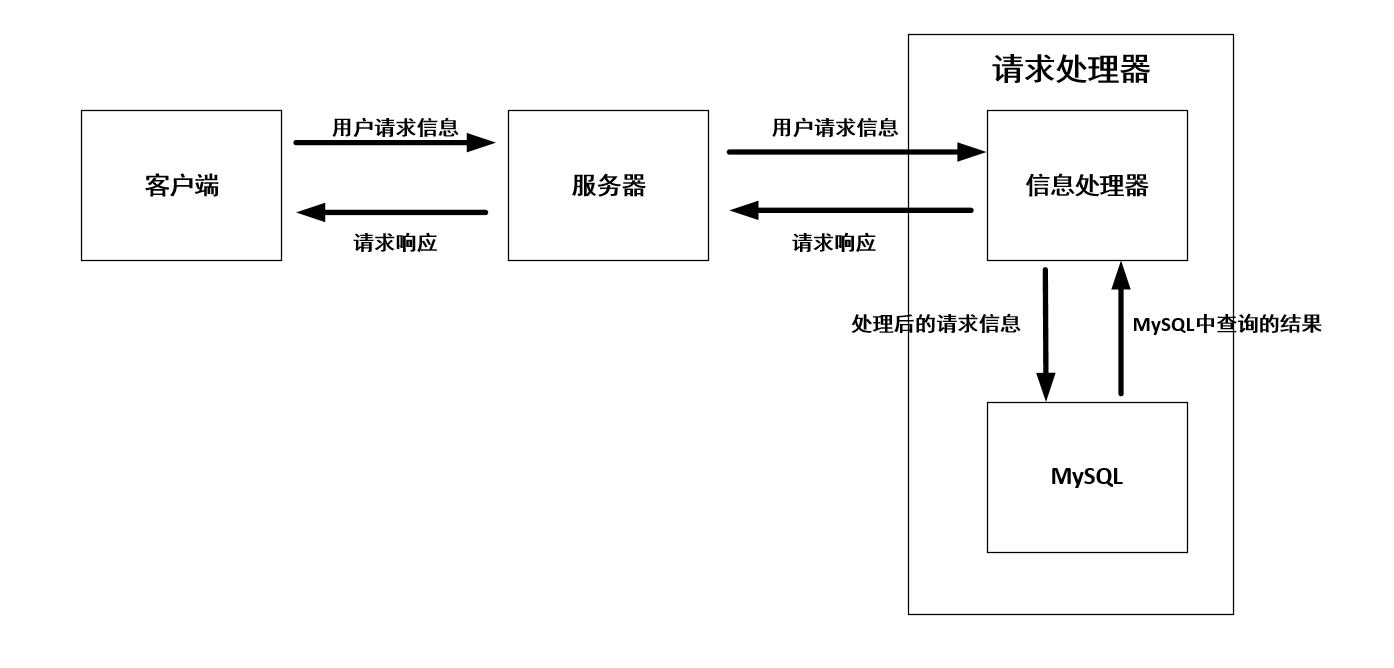 请求处理器
用户请求信息
用户请求信息
客户端
服务器
信息处理器
请求响应
请求响应
处理后的请求信息
MySQL中查询的结果
MySQL